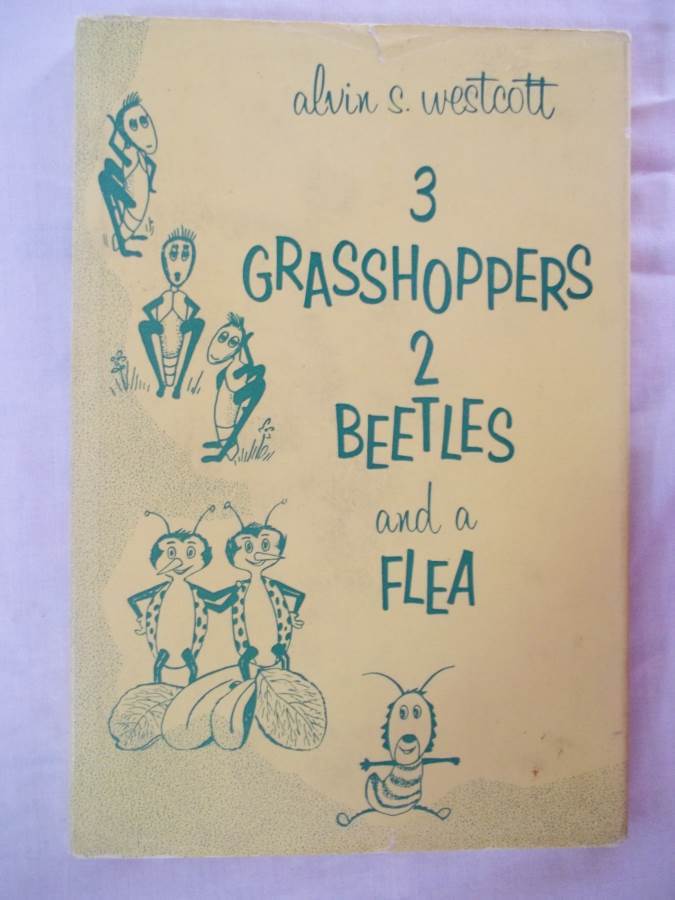 alvin s. westcott
3
GRASSHOPPERS
2
BEETLES
and a
FLEA